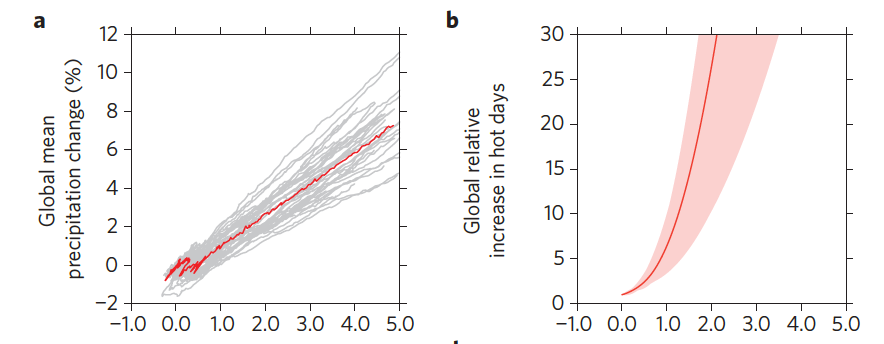 a
Global mean
precipitation change (%)
12
10
8
6
4
2
0
−2
−1.0 0.0 1.0 2.0 3.0 4.0 5.0
b
Global relative
increase in hot days
30
25
20
15
10
5
0
−1.0 0.0 1.0 2.0 3.0 4.0 5.0